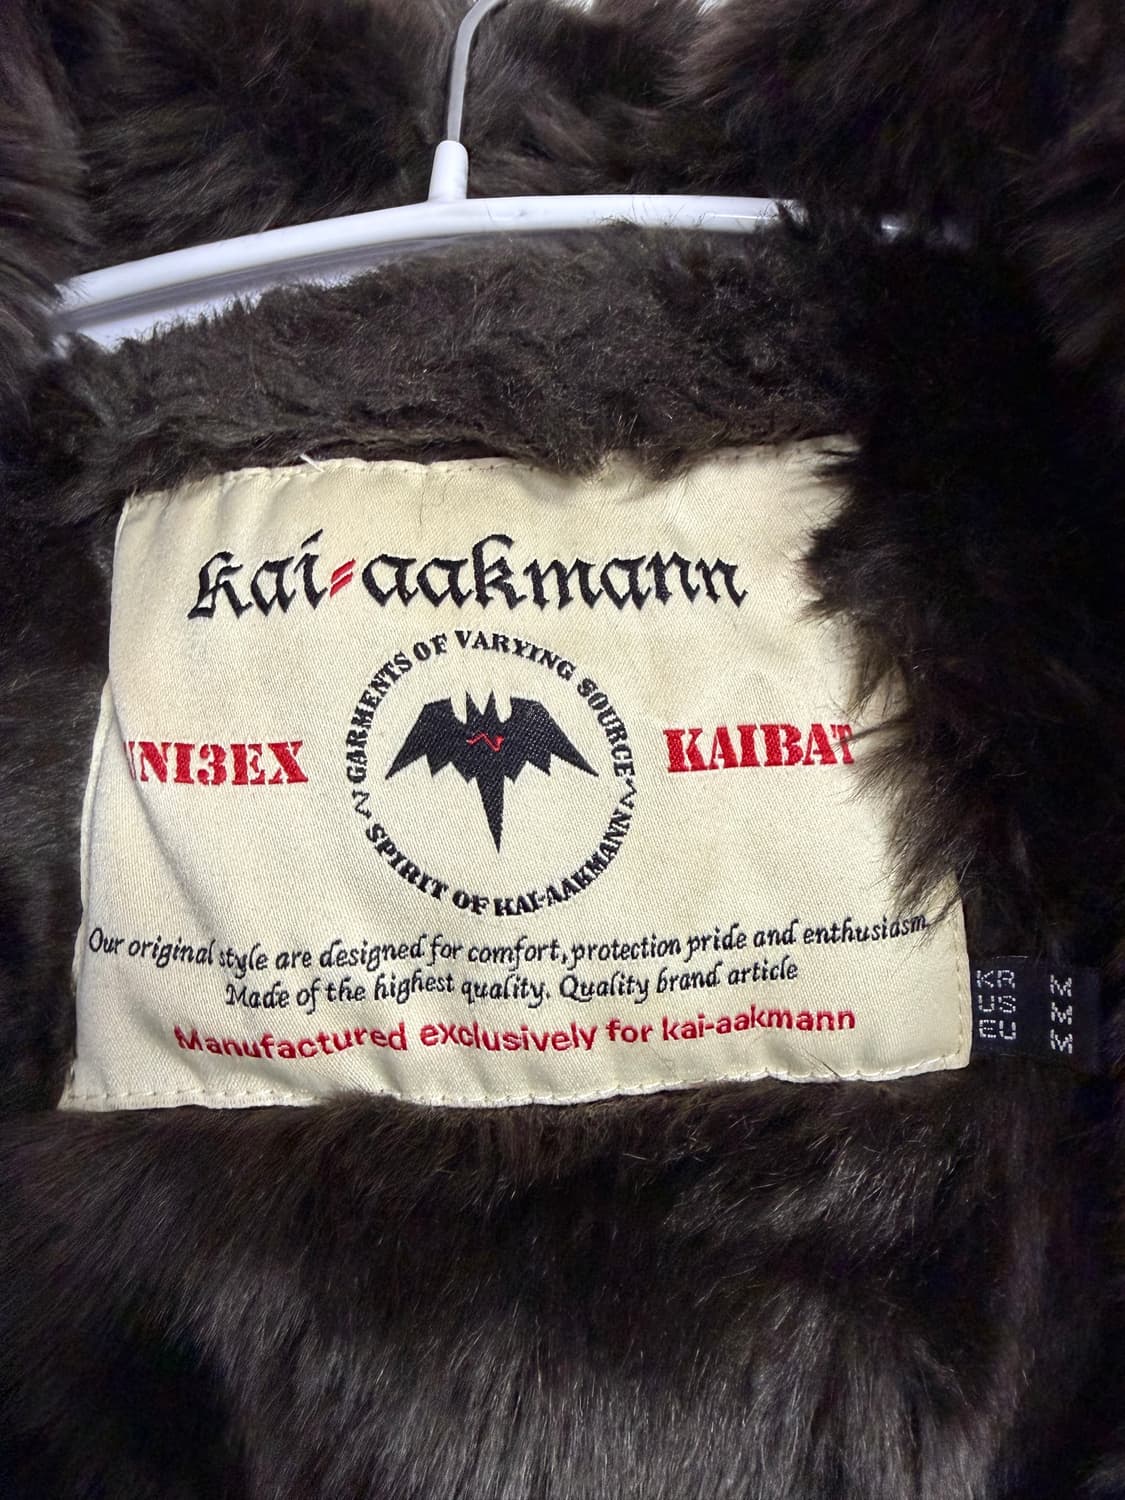 kai=aakmann
GARMENTS OF VARYING SOURCE
UNI3EX
KAIBAT
SPIRIT OF KAI-AAKMANN
Our original style are designed for comfort, protection pride and enthusiasm
Made of the highest quality. Quality brand article
Manufactured exclusively for kai-aakmann
KR M
US M
EU M